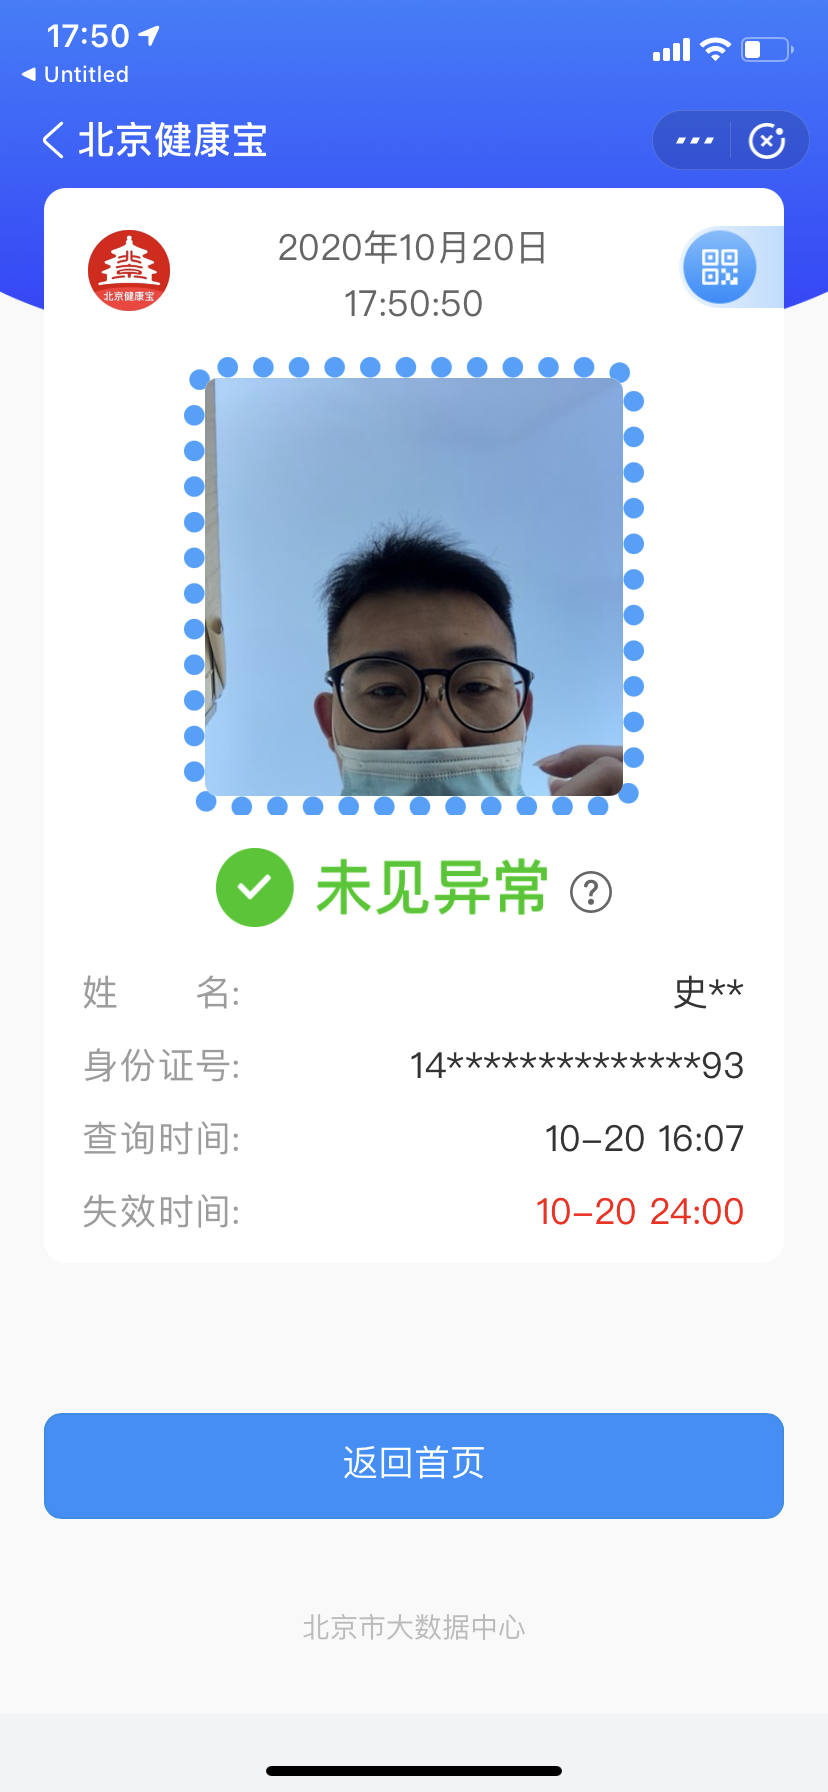 17:50
Untitled
北京健康宝
2020年10月20日
17:50:50
北京健康宝
未见异常
姓名: 史**
身份证号: 14**************93
查询时间: 10-20 16:07
失效时间: 10-20 24:00
返回首页
北京市大数据中心